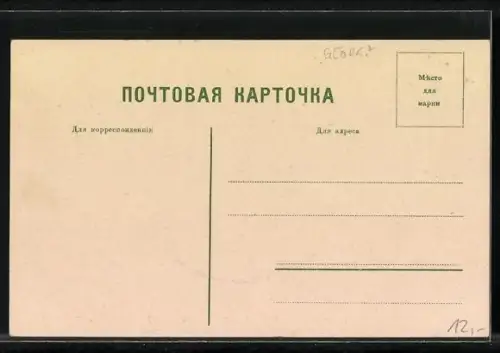 Мѣсто
для
марки
ПОЧТОВАЯ КАРТОЧКА
Для корреспонденціи
Для адреса
12,-